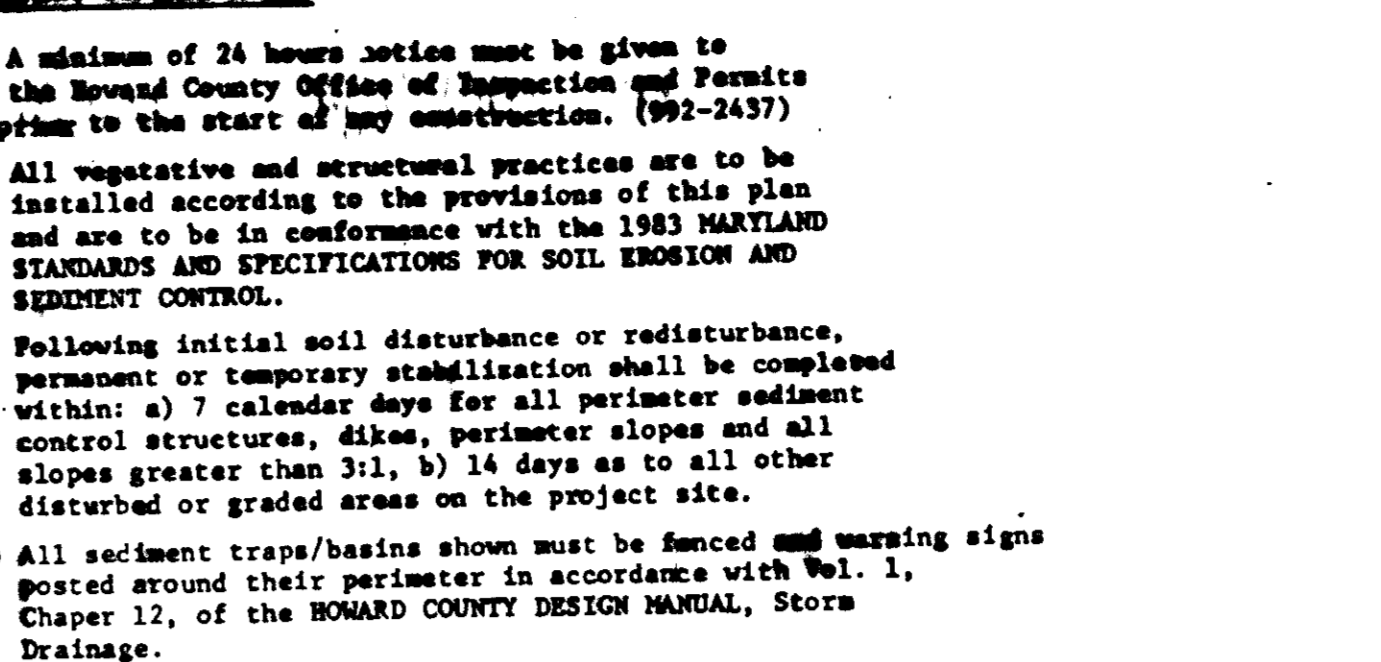 A minimum of 24 hours notice must be given to
the Howard County Office of Inspection and Permits
prior to the start of any construction. (992-2437)
All vegetative and structural practices are to be
installed according to the provisions of this plan
and are to be in conformance with the 1983 MARYLAND
STANDARDS AND SPECIFICATIONS FOR SOIL EROSION AND
SEDIMENT CONTROL.
Following initial soil disturbance or redisturbance,
permanent or temporary stabilization shall be completed
within: a) 7 calendar days for all perimeter sediment
control structures, dikes, perimeter slopes and all
slopes greater than 3:1, b) 14 days as to all other
disturbed or graded areas on the project site.
All sediment traps/basins shown must be fenced and warning signs
posted around their perimeter in accordance with Vol. 1,
Chaper 12, of the HOWARD COUNTY DESIGN MANUAL, Storm
Drainage.